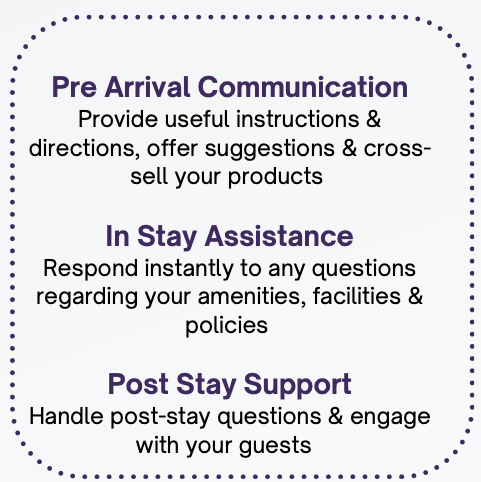 Pre Arrival Communication
Provide useful instructions &
directions, offer suggestions & cross-
sell your products
In Stay Assistance
Respond instantly to any questions
regarding your amenities, facilities &
policies
Post Stay Support
Handle post-stay questions & engage
with your guests